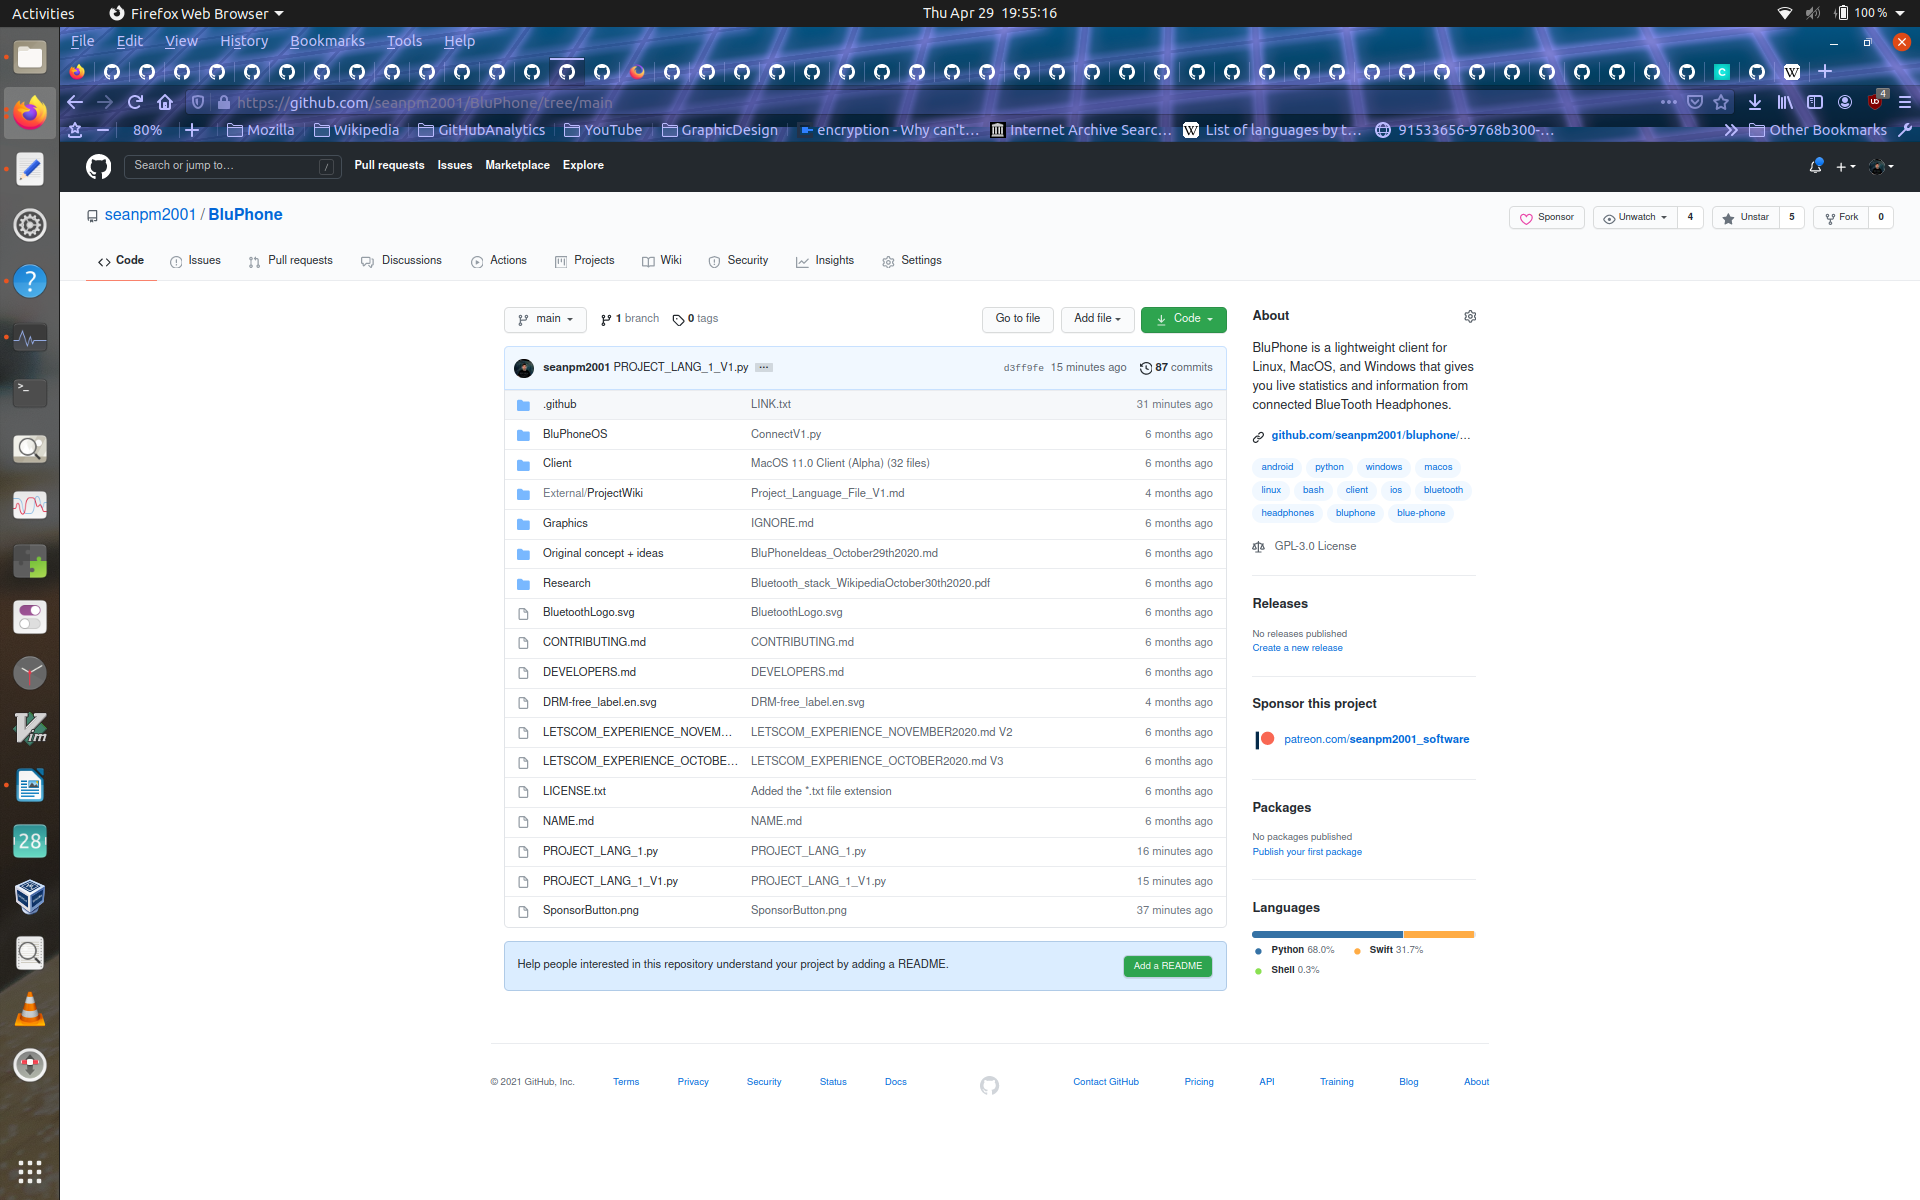 Activities
Firefox Web Browser
Thu Apr 29 19:55:16
100 %
File Edit View History Bookmarks Tools Help
https://github.com/seanpm2001/BluPhone/tree/main
4
80%
Mozilla
Wikipedia
GitHubAnalytics
YouTube
GraphicDesign
encryption - Why can't...
Internet Archive Searc...
List of languages by t...
91533656-9768b300-...
Other Bookmarks
Search or jump to...
/
Pull requests Issues Marketplace Explore
seanpm2001 / BluPhone
Sponsor
Unwatch 4
Unstar 5
Fork 0
Code
Issues
Pull requests
Discussions
Actions
Projects
Wiki
Security
Insights
Settings
main
1 branch
0 tags
Go to file
Add file
Code
seanpm2001 PROJECT_LANG_1_V1.py ...
d3ff9fe 15 minutes ago
87 commits
.github LINK.txt 31 minutes ago
BluPhoneOS ConnectV1.py 6 months ago
Client MacOS 11.0 Client (Alpha) (32 files) 6 months ago
External/ProjectWiki Project_Language_File_V1.md 4 months ago
Graphics IGNORE.md 6 months ago
Original concept + ideas BluPhoneIdeas_October29th2020.md 6 months ago
Research Bluetooth_stack_WikipediaOctober30th2020.pdf 6 months ago
BluetoothLogo.svg BluetoothLogo.svg 6 months ago
CONTRIBUTING.md CONTRIBUTING.md 6 months ago
DEVELOPERS.md DEVELOPERS.md 6 months ago
DRM-free_label.en.svg DRM-free_label.en.svg 4 months ago
LETSCOM_EXPERIENCE_NOVEM... LETSCOM_EXPERIENCE_NOVEMBER2020.md V2 6 months ago
LETSCOM_EXPERIENCE_OCTOBE... LETSCOM_EXPERIENCE_OCTOBER2020.md V3 6 months ago
LICENSE.txt Added the *.txt file extension 6 months ago
NAME.md NAME.md 6 months ago
PROJECT_LANG_1.py PROJECT_LANG_1.py 16 minutes ago
PROJECT_LANG_1_V1.py PROJECT_LANG_1_V1.py 15 minutes ago
SponsorButton.png SponsorButton.png 37 minutes ago
Help people interested in this repository understand your project by adding a README.
Add a README
About
BluPhone is a lightweight client for
Linux, MacOS, and Windows that gives
you live statistics and information from
connected BlueTooth Headphones.
github.com/seanpm2001/bluphone/...
android python windows macos
linux bash client ios bluetooth
headphones bluphone blue-phone
GPL-3.0 License
Releases
No releases published
Create a new release
Sponsor this project
patreon.com/seanpm2001_software
Packages
No packages published
Publish your first package
Languages
Python 68.0%
Swift 31.7%
Shell 0.3%
© 2021 GitHub, Inc.
Terms
Privacy
Security
Status
Docs
Contact GitHub
Pricing
API
Training
Blog
About
28